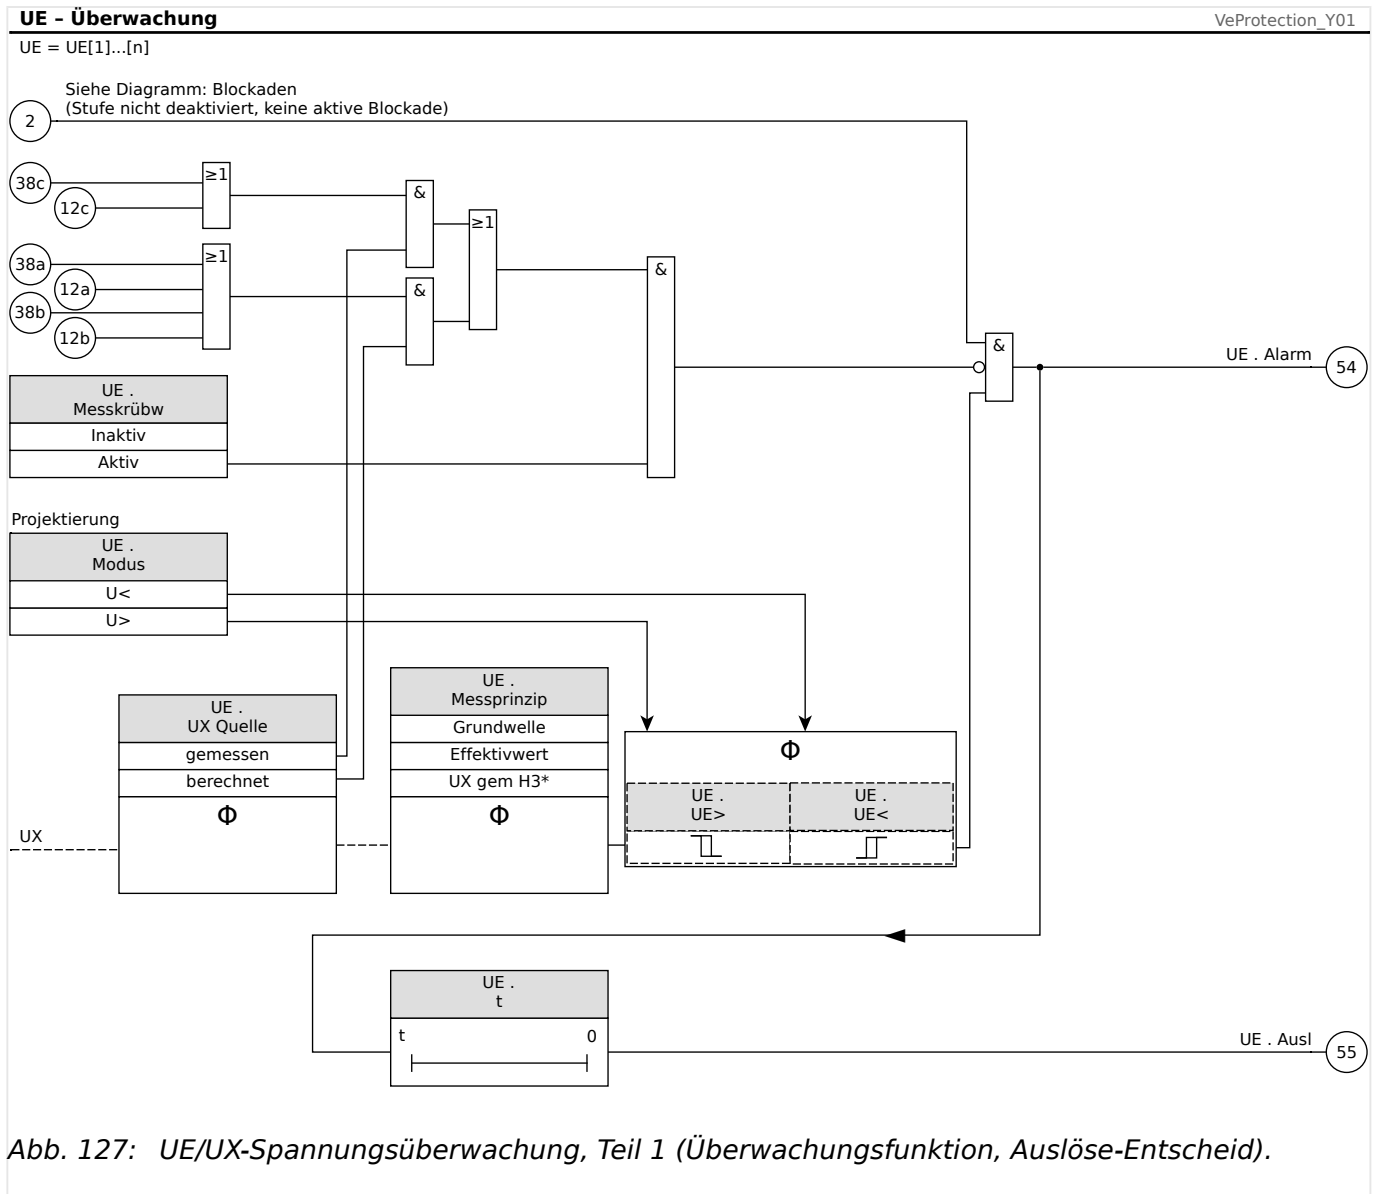 UE – Überwachung
VeProtection_Y01
UE = UE[1]...[n]
Siehe Diagramm: Blockaden
(Stufe nicht deaktiviert, keine aktive Blockade)
2
38c
12c
≥1
&
≥1
38a
12a
38b
12b
≥1
&
&
&
UE . Alarm
54
UE .
Messkrübw
Inaktiv
Aktiv
Projektierung
UE .
Modus
U<
U>
UE .
UX Quelle
gemessen
berechnet
Φ
UX
UE .
Messprinzip
Grundwelle
Effektivwert
UX gem H3*
Φ
Φ
UE .
UE>
UE .
UE<
UE .
t
t
0
UE . Ausl
55
Abb. 127: UE/UX-Spannungsüberwachung, Teil 1 (Überwachungsfunktion, Auslöse-Entscheid).